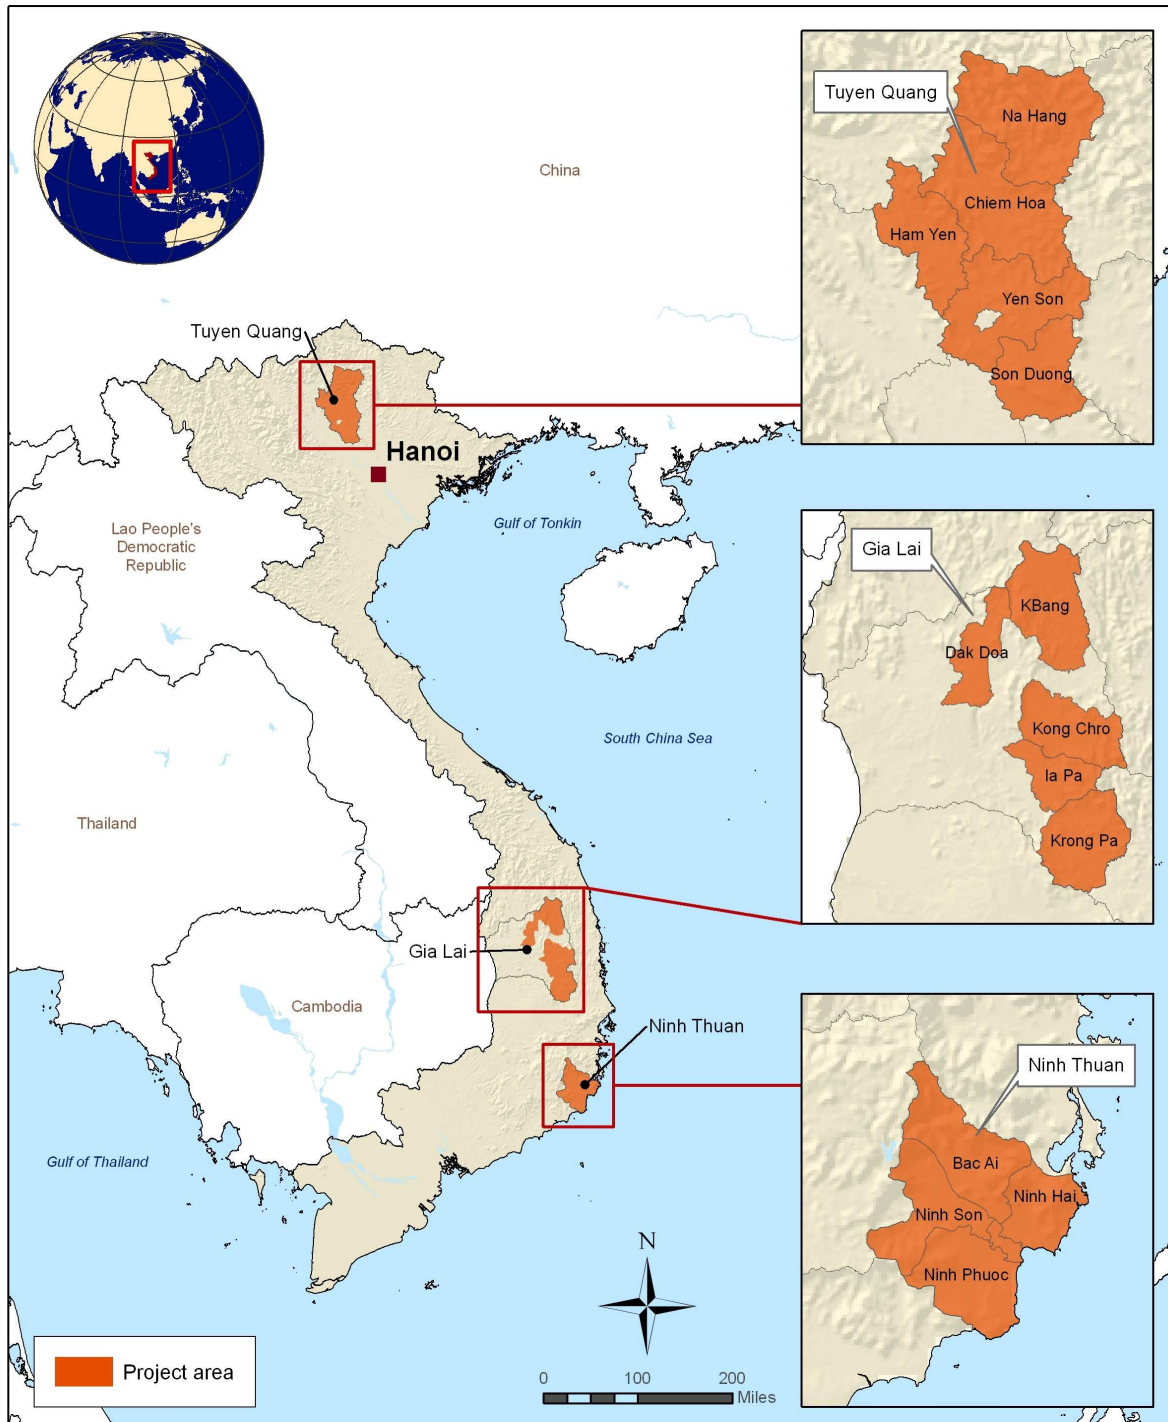 China
Tuyen Quang
Hanoi
Lao People's
Democratic
Republic
Gulf of Tonkin
South China Sea
Thailand
Gia Lai
Cambodia
Ninh Thuan
Gulf of Thailand
N
Project area
0 100 200
Miles
Tuyen Quang
Na Hang
Chiem Hoa
Ham Yen
Yen Son
Son Duong
Gia Lai
KBang
Dak Doa
Kong Chro
Ia Pa
Krong Pa
Ninh Thuan
Bac Ai
Ninh Hai
Ninh Son
Ninh Phuoc